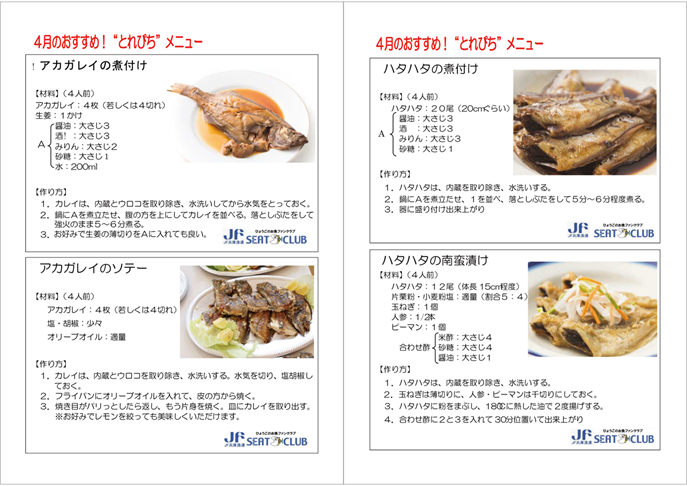 ４月のおすすめ！“とれぴち”メニュー
！アカガレイの煮付け
【材料】（４人前）
アカガレイ：４枚（若しくは４切れ）
生姜：１かけ
A
醤油：大さじ３
酒！：大さじ３
みりん：大さじ２
砂糖：大さじ１
水：200ml
【作り方】
１．カレイは、内蔵とウロコを取り除き、水洗いしてから水気をとっておく。
２．鍋にＡを煮立たせ、腹の方を上にしてカレイを並べる。落としぶたをして
強火のまま５～６分煮る。
３．お好みで生姜の薄切りをＡに入れても良い。
ひょうごのお魚ファンクラブ
JF兵庫漁連 SEAT CLUB
アカガレイのソテー
【材料】（４人前）
アカガレイ：４枚（若しくは４切れ）
塩・胡椒：少々
オリーブオイル：適量
【作り方】
１．カレイは、内蔵とウロコを取り除き、水洗いする。水気を切り、塩胡椒し
ておく。
２．フライパンにオリーブオイルを入れて、皮の方から焼く。
３．焼き目がパリッとしたら返し、もう片身を焼く。皿にカレイを取り出す。
※お好みでレモンを絞っても美味しくいただけます。
ひょうごのお魚ファンクラブ
JF兵庫漁連 SEAT CLUB
４月のおすすめ！“とれぴち”メニュー
ハタハタの煮付け
【材料】（４人前）
ハタハタ：２０尾（20cmぐらい）
A
醤油：大さじ３
酒　：大さじ３
みりん：大さじ３
砂糖：大さじ１
【作り方】
１．ハタハタは、内蔵を取り除き、水洗いする。
２．鍋にＡを煮立たせ、１を並べ、落としぶたをして５分～６分程度煮る。
３．器に盛り付け出来上がり
ひょうごのお魚ファンクラブ
JF兵庫漁連 SEAT CLUB
ハタハタの南蛮漬け
【材料】（４人前）
ハタハタ：１２尾（体長 15cm程度）
片栗粉・小麦粉塩：適量（割合５：４）
玉ねぎ：１個
人参：1/2本
ピーマン：１個
合わせ酢
米酢：大さじ４
砂糖：大さじ４
醤油：大さじ１
【作り方】
１．ハタハタは、内蔵を取り除き、水洗いする。
２．玉ねぎは薄切りに、人参・ピーマンは千切りにしておく。
３．ハタハタに粉をまぶし、180℃に熱した油で２度揚げする。
４．合わせ酢に２と３を入れて 30分位置いて出来上がり
ひょうごのお魚ファンクラブ
JF兵庫漁連 SEAT CLUB